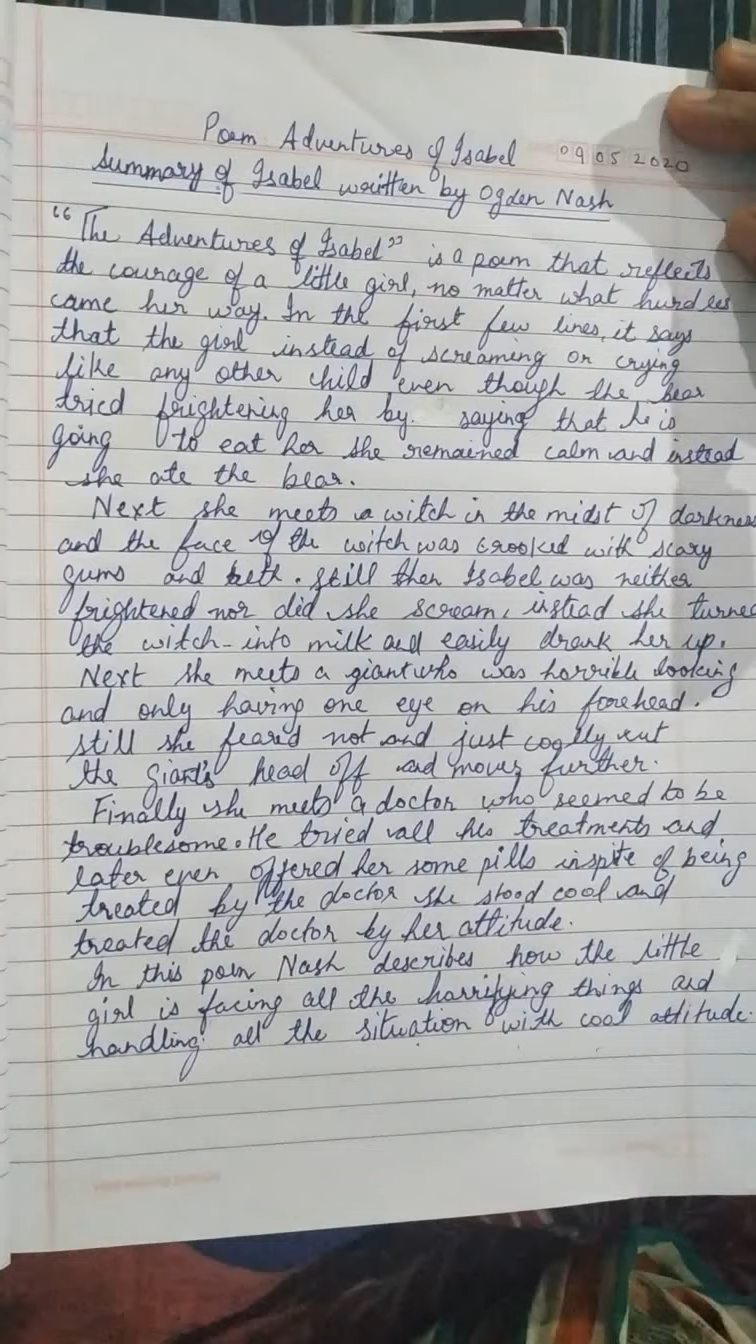 Poem Adventures of Isabel 09 05 2020
Summary of Isabel written by Ogden Nash
"The Adventures of Isabel" is a poem that reflects
the courage of a little girl, no matter what hurdles
came her way. In the first few lines, it says
that the girl instead of screaming or crying
like any other child even though the bear
tried frightening her by saying that he is
going to eat her she remained calm and instead
she ate the bear.
Next she meets a witch in the midst of darkness
and the face of the witch was crooked with scary
gums and teeth. Still then Isabel was neither
frightened nor did she scream, instead she turned
the witch into milk and easily drank her up.
Next she meets a giant who was horrible looking
and only having one eye on his forehead.
Still she feared not and just coolly cut
the giant's head off and moves further.
Finally she meets a doctor who seemed to be
troublesome. He tried all his treatments and
later even offered her some pills inspite of being
treated by the doctor she stood cool and
treated the doctor by her attitude.
In this poem Nash describes how the little
girl is facing all the horrifying things and
handling all the situation with cool attitude.